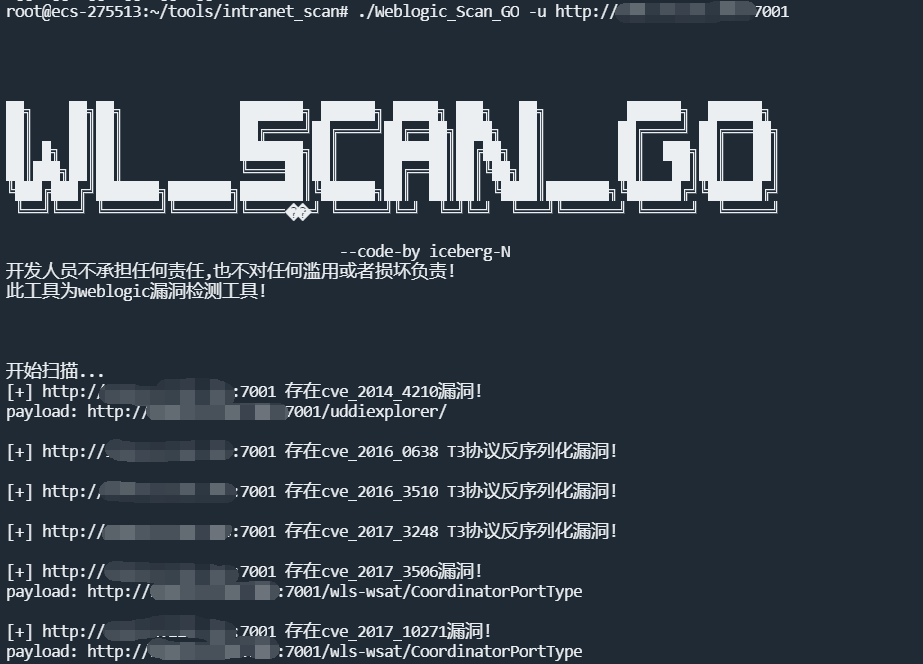 root@ecs-275513:~/tools/intranet_scan# ./Weblogic_Scan_GO -u http:// 7001
WL_SCAN_GO
--code-by iceberg-N
开发人员不承担任何责任,也不对任何滥用或者损坏负责!
此工具为weblogic漏洞检测工具!
开始扫描...
[+] http:// :7001 存在cve_2014_4210漏洞!
payload: http:// 7001/uddiexplorer/
[+] http:// :7001 存在cve_2016_0638 T3协议反序列化漏洞!
[+] http:// :7001 存在cve_2016_3510 T3协议反序列化漏洞!
[+] http:// :7001 存在cve_2017_3248 T3协议反序列化漏洞!
[+] http:// :7001 存在cve_2017_3506漏洞!
payload: http:// :7001/wls-wsat/CoordinatorPortType
[+] http:// :7001 存在cve_2017_10271漏洞!
payload: http:// :7001/wls-wsat/CoordinatorPortType